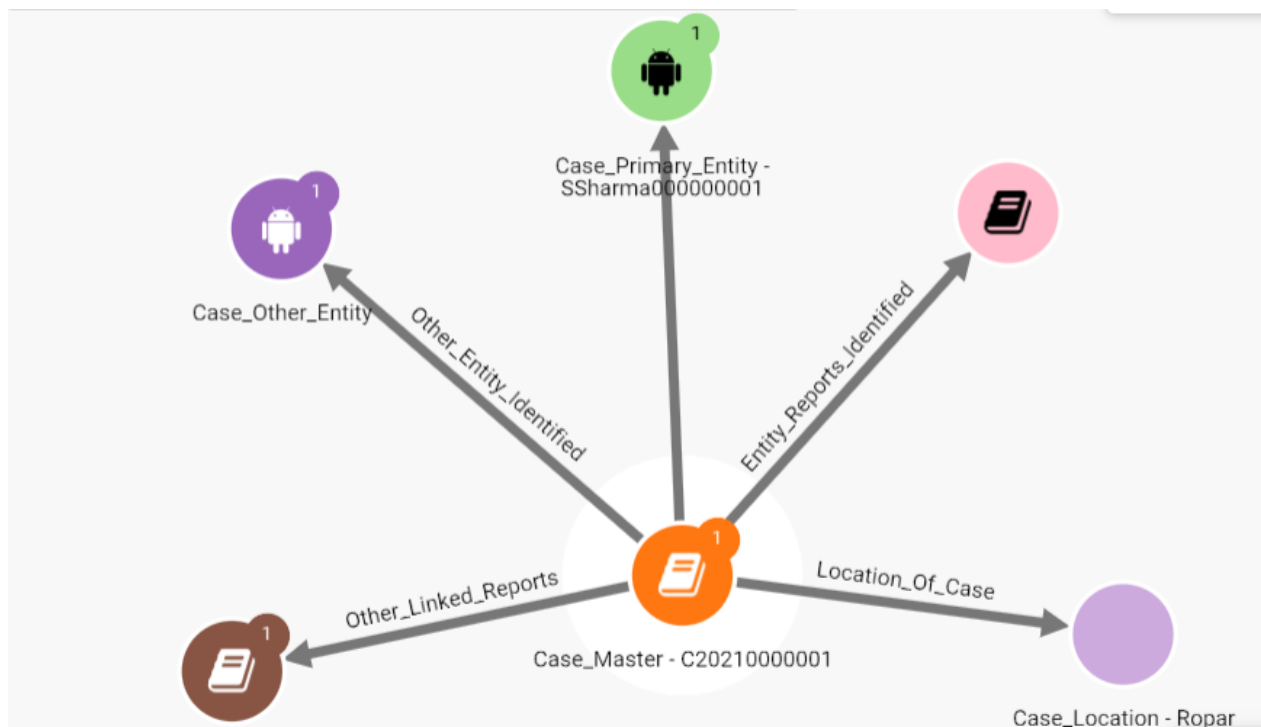 1
Case_Primary_Entity -
SSharma000000001
1
Case_Other_Entity
Other_Entity_Identified
Entity_Reports_Identified
1
Location_Of_Case
Other_Linked_Reports
1
Case_Master - C20210000001
Case_Location - Ropar